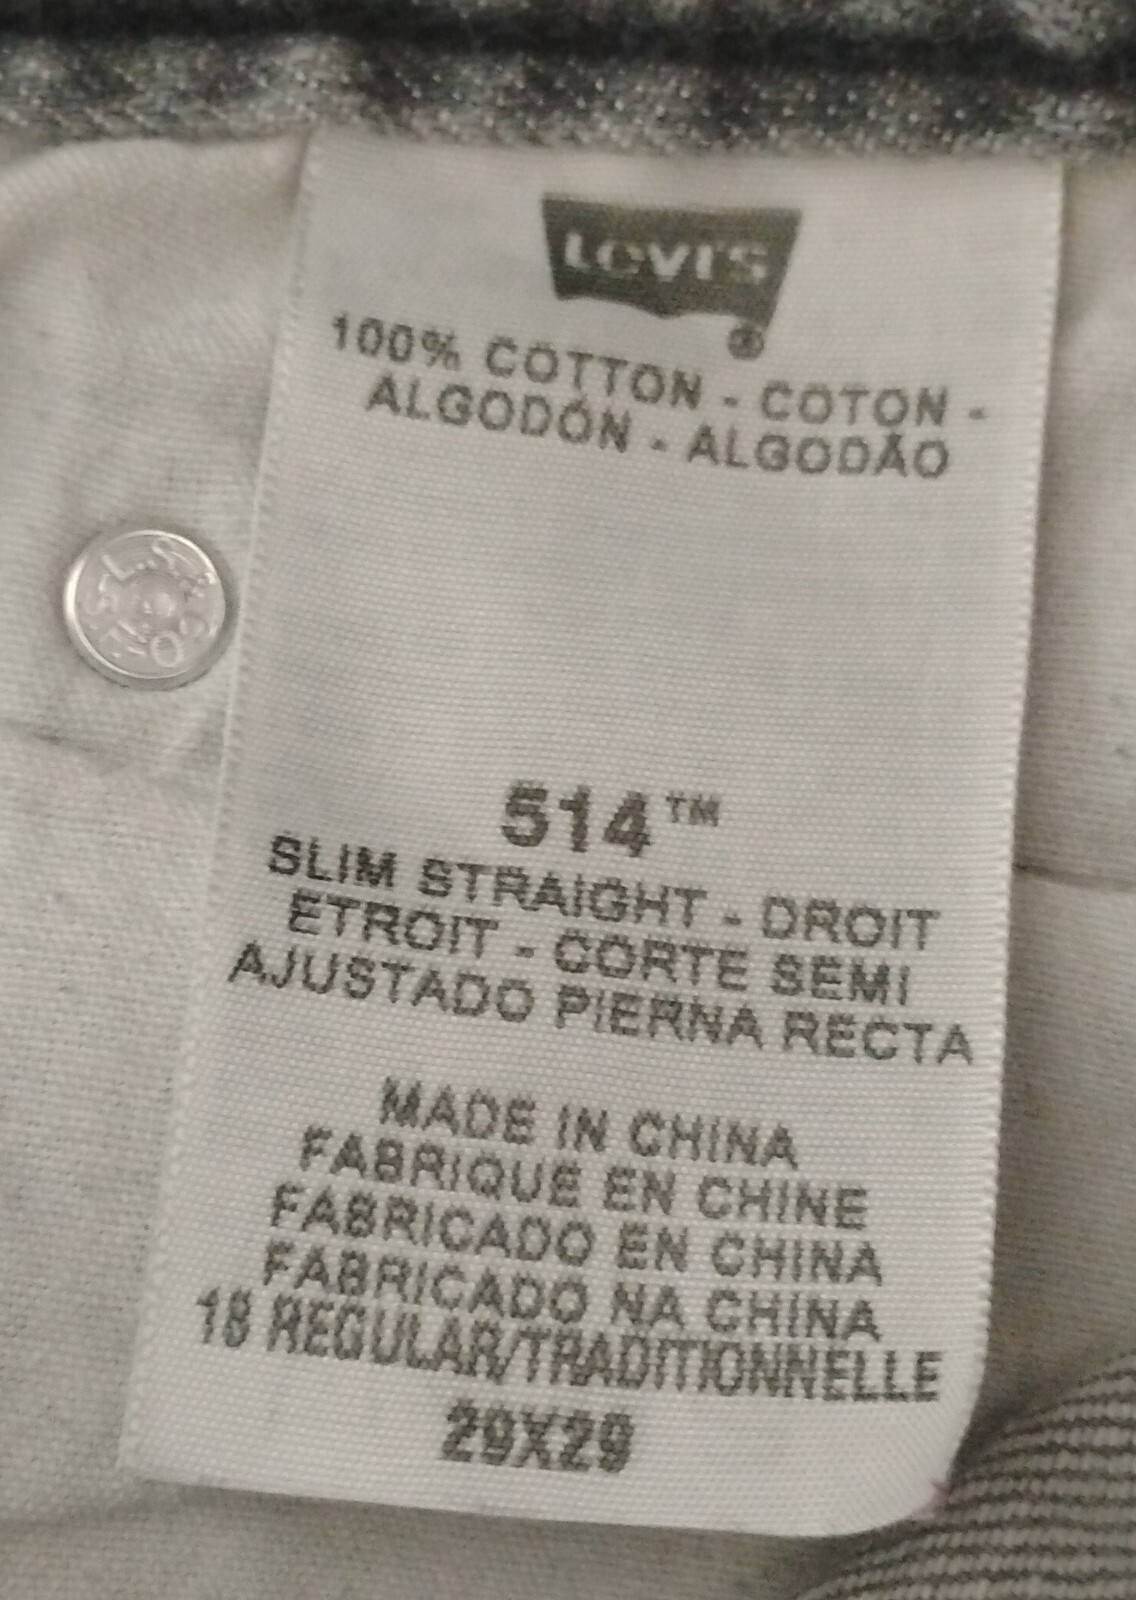 Levi's
®
100% COTTON - COTON -
ALGODÓN - ALGODÃO
L.S.&
514™
SLIM STRAIGHT - DROIT
ETROIT - CORTE SEMI
AJUSTADO PIERNA RECTA
MADE IN CHINA
FABRIQUE EN CHINE
FABRICADO EN CHINA
FABRICADO NA CHINA
18 REGULAR/TRADITIONNELLE
29X29